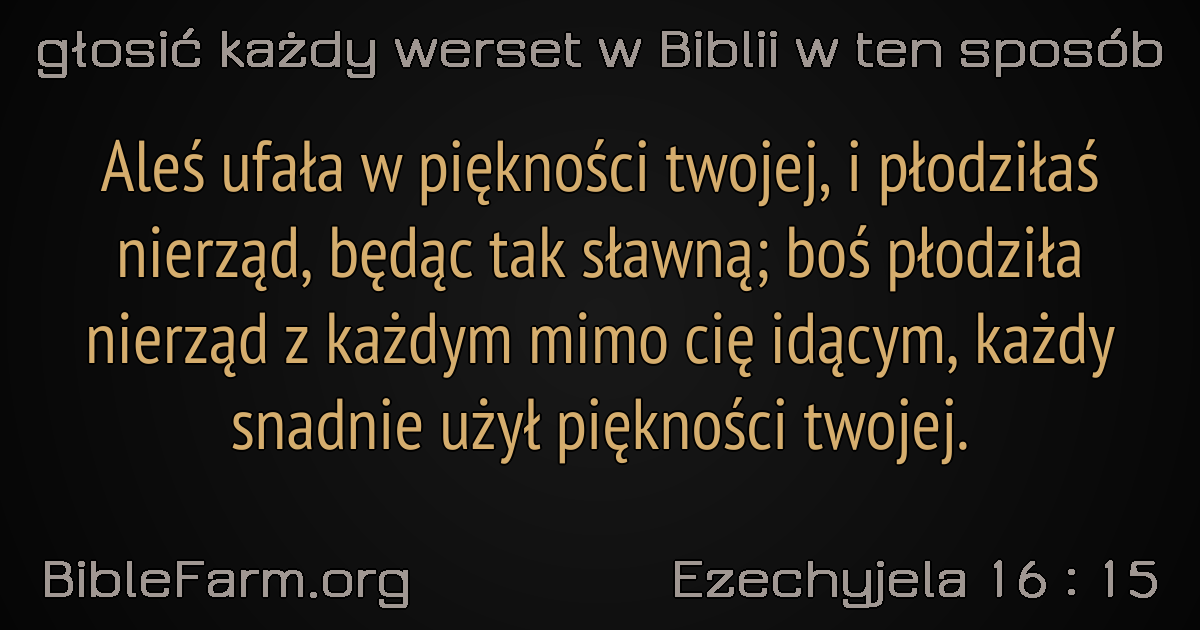 głosić każdy werset w Biblii w ten sposób
Aleś ufała w piękności twojej, i płodziłaś
nierząd, będąc tak sławną; boś płodziła
nierząd z każdym mimo cię idącym, każdy
snadnie użył piękności twojej.
BibleFarm.org
Ezechyjela 16 : 15